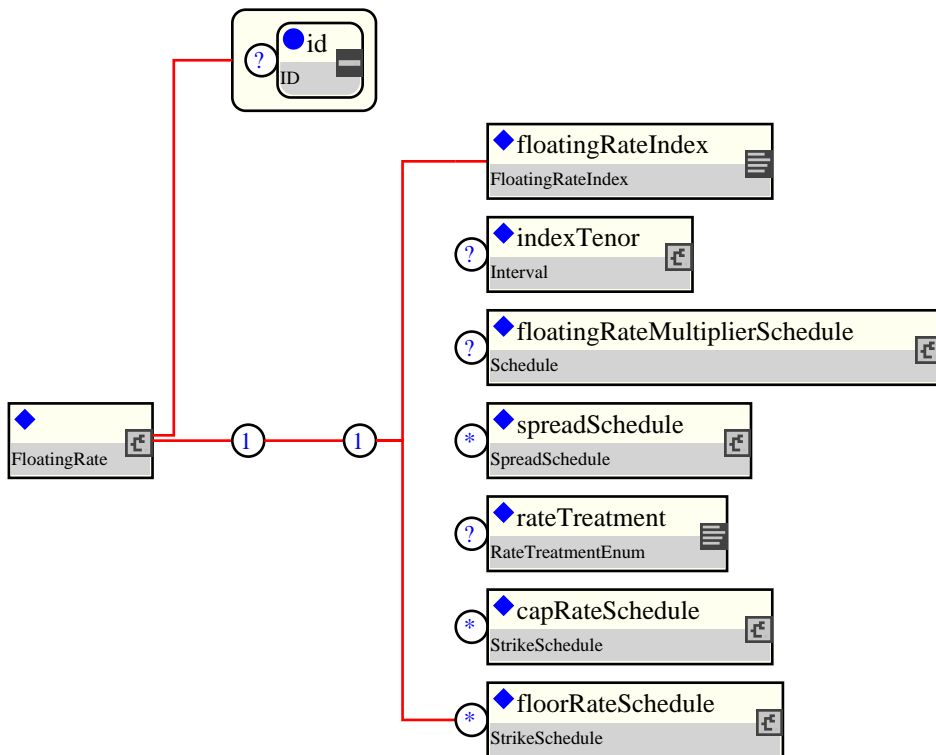 ? id
ID
floatingRateIndex
FloatingRateIndex
? indexTenor
Interval
? floatingRateMultiplierSchedule
Schedule
FloatingRate
1
1
* spreadSchedule
SpreadSchedule
? rateTreatment
RateTreatmentEnum
* capRateSchedule
StrikeSchedule
* floorRateSchedule
StrikeSchedule